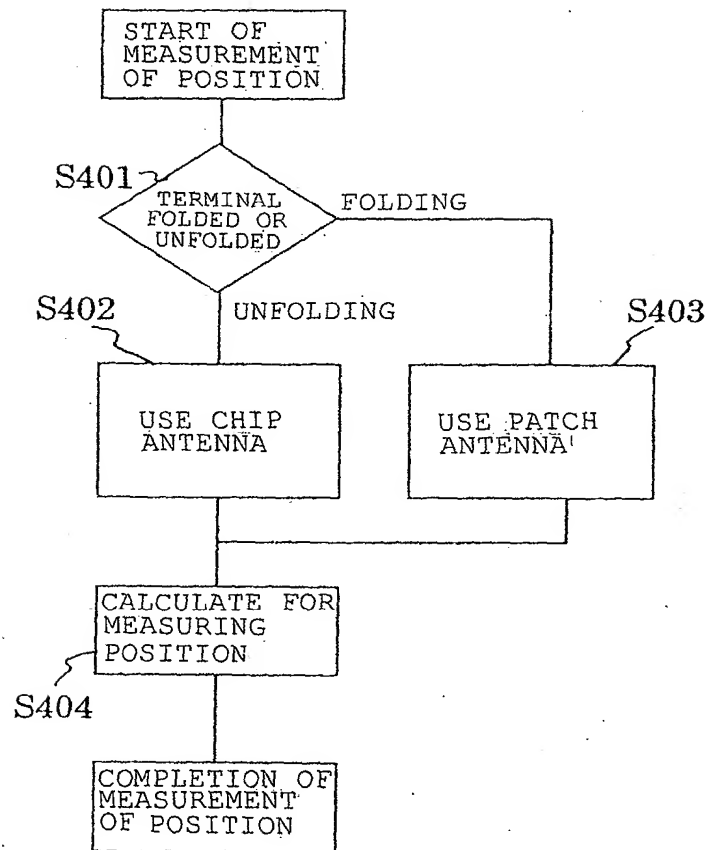 START OF
MEASUREMENT
OF POSITION
S401
TERMINAL
FOLDED OR
UNFOLDED
FOLDING
S402
UNFOLDING
S403
USE CHIP
ANTENNA
USE PATCH
ANTENNA
CALCULATE FOR
MEASURING
POSITION
S404
COMPLETION OF
MEASUREMENT
OF POSITION